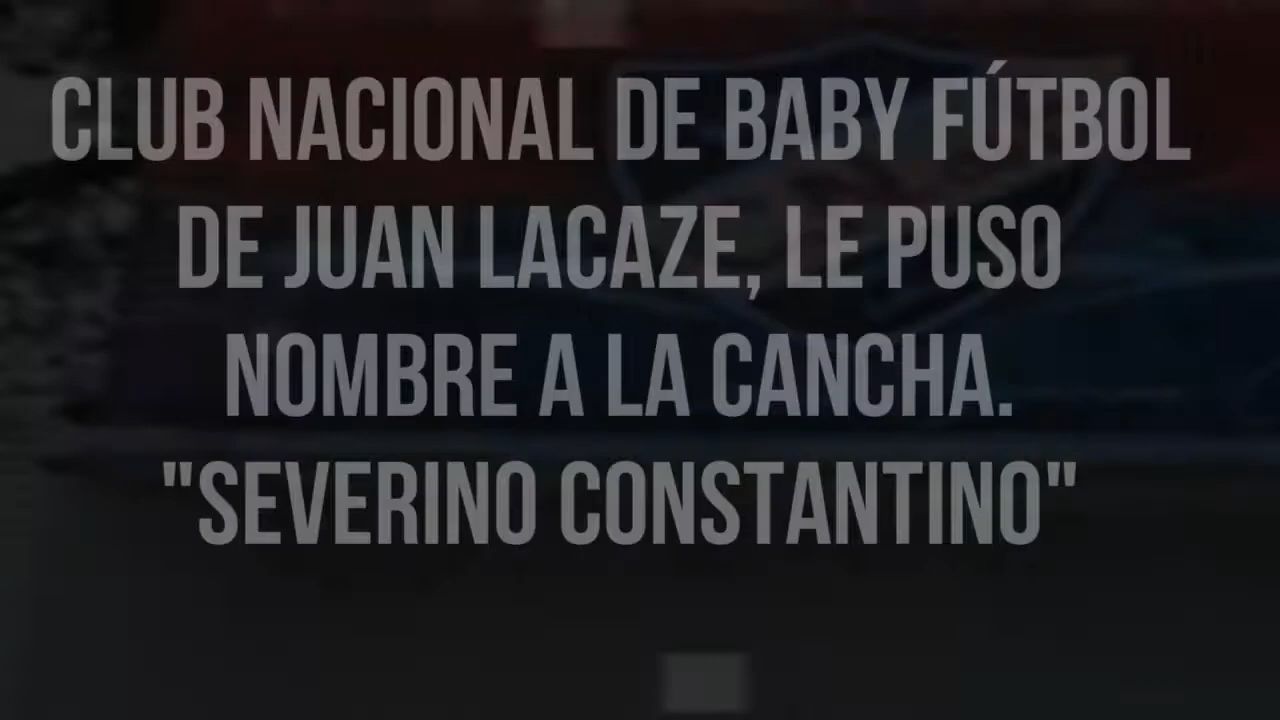 CLUB NACIONAL DE BABY FÚTBOL
DE JUAN LACAZE, LE PUSO
NOMBRE A LA CANCHA.
"SEVERINO CONSTANTINO"